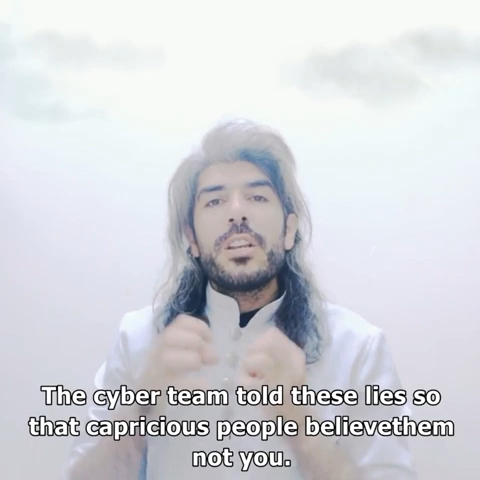 The cyber team told these lies so
that capricious people believethem
not you.